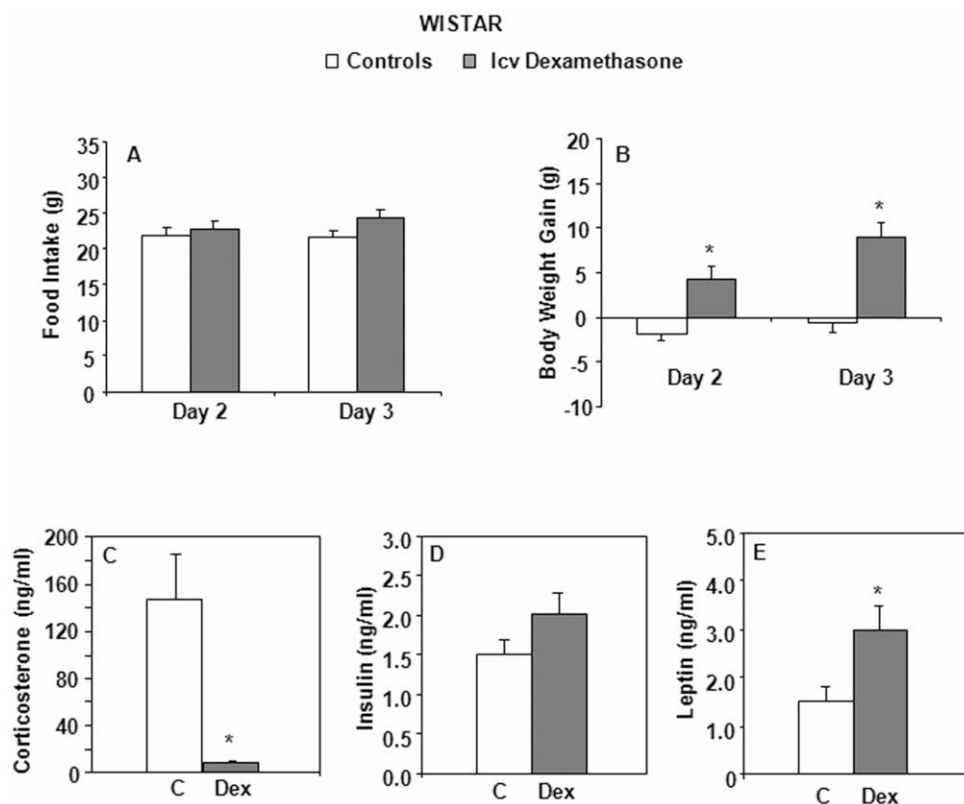 WISTAR
Controls Icv Dexamethasone
A
Food Intake (g)
35
30
25
20
15
10
5
0
Day 2 Day 3
B
Body Weight Gain (g)
20
15
10
5
0
-5
-10
* *
Day 2 Day 3
C
Corticosterone (ng/ml)
200
160
120
80
40
0
*
C Dex
D
Insulin (ng/ml)
3.0
2.5
2.0
1.5
1.0
0.5
0.0
C Dex
E
Leptin (ng/ml)
5.0
4.0
3.0
2.0
1.0
0
*
C Dex